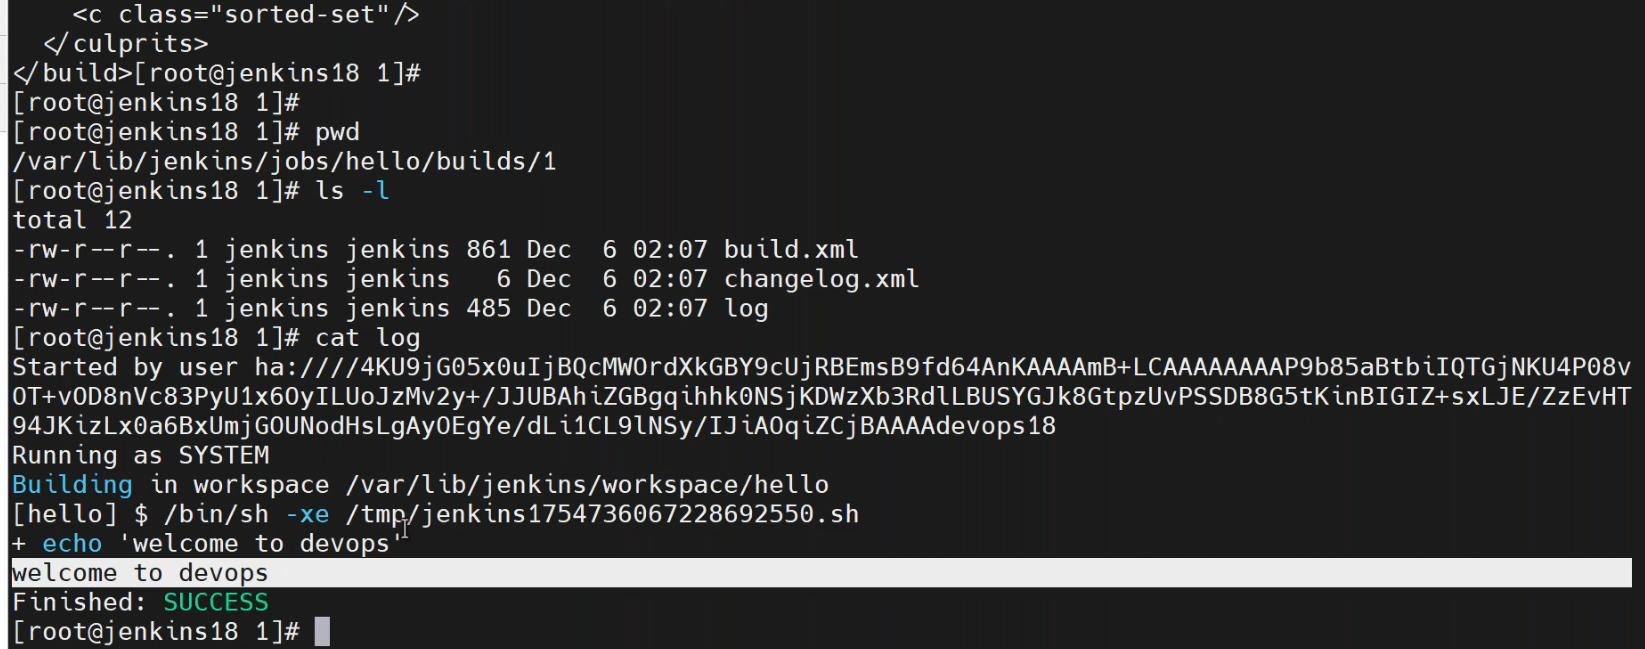 <c class="sorted-set"/>
  </culprits>
</build>[root@jenkins18 1]#
[root@jenkins18 1]#
[root@jenkins18 1]# pwd
/var/lib/jenkins/jobs/hello/builds/1
[root@jenkins18 1]# ls -l
total 12
-rw-r--r--. 1 jenkins jenkins 861 Dec  6 02:07 build.xml
-rw-r--r--. 1 jenkins jenkins   6 Dec  6 02:07 changelog.xml
-rw-r--r--. 1 jenkins jenkins 485 Dec  6 02:07 log
[root@jenkins18 1]# cat log
Started by user ha:////4KU9jG05x0uIjBQcMWOrdXkGBY9cUjRBEmsB9fd64AnKAAAAmB+LCAAAAAAAAP9b85aBtbiIQTGjNKU4P08v
OT+vOD8nVc83PyU1x6OyILUoJzMv2y+/JJUBAhiZGBgqihhk0NSjKDWzXb3RdlLBUSYGJk8GtpzUvPSSDB8G5tKinBIGIZ+sxLJE/ZzEvHT
94JKizLx0a6BxUmjGOUNodHsLgAyOEgYe/dLi1CL9lNSy/IJiAOqiZCjBAAAAdevops18
Running as SYSTEM
Building in workspace /var/lib/jenkins/workspace/hello
[hello] $ /bin/sh -xe /tmp/jenkins1754736067228692550.sh
+ echo 'welcome to devops'
welcome to devops
Finished: SUCCESS
[root@jenkins18 1]#